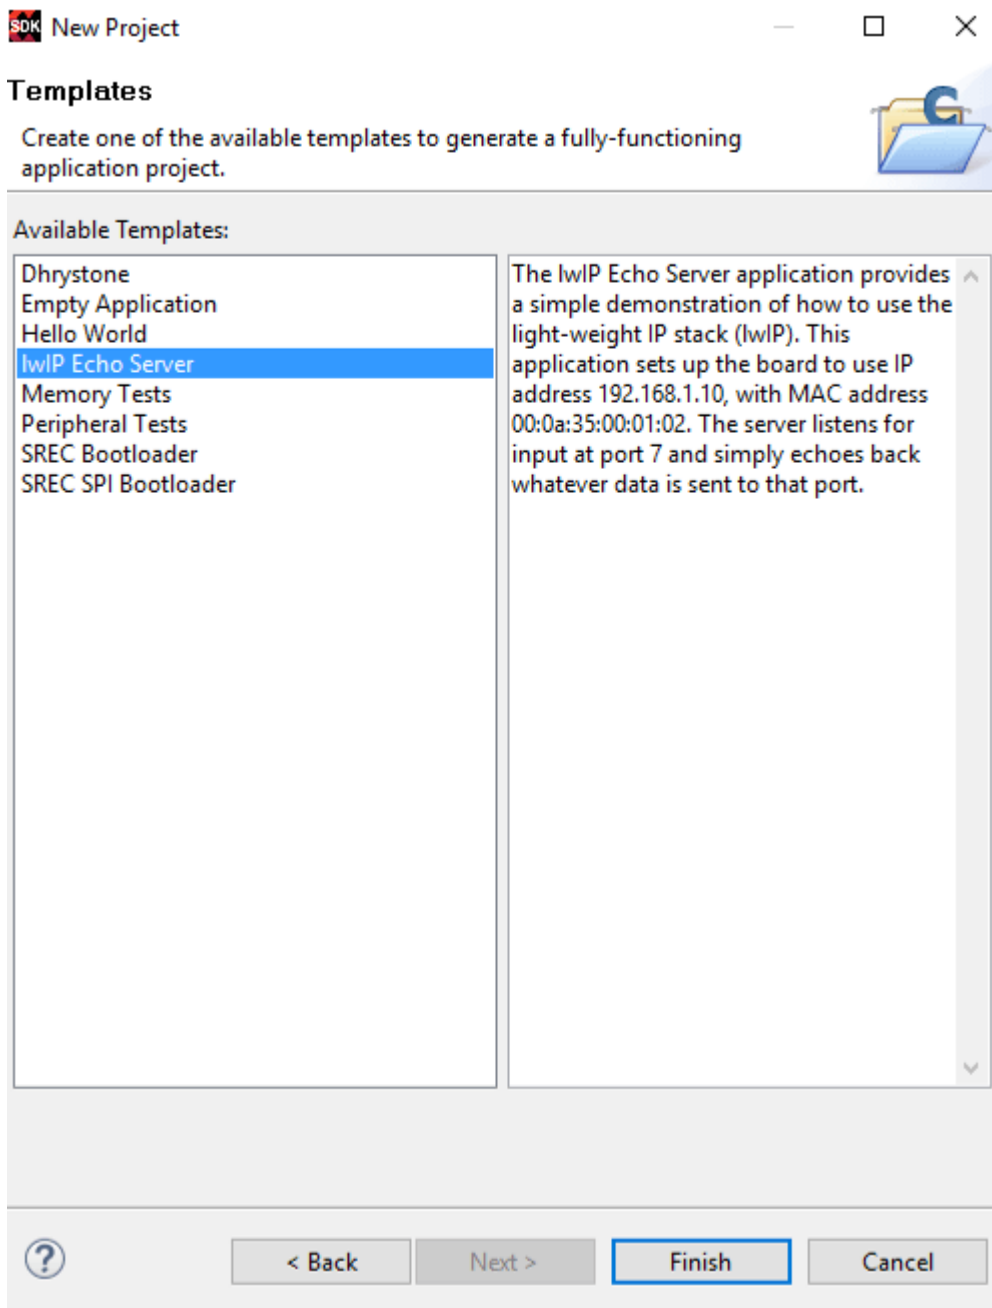 SDK New Project
Templates
Create one of the available templates to generate a fully-functioning
application project.
C
Available Templates:
Dhrystone
Empty Application
Hello World
lwIP Echo Server
Memory Tests
Peripheral Tests
SREC Bootloader
SREC SPI Bootloader
The lwIP Echo Server application provides
a simple demonstration of how to use the
light-weight IP stack (lwIP). This
application sets up the board to use IP
address 192.168.1.10, with MAC address
00:0a:35:00:01:02. The server listens for
input at port 7 and simply echoes back
whatever data is sent to that port.
? < Back Next > Finish Cancel